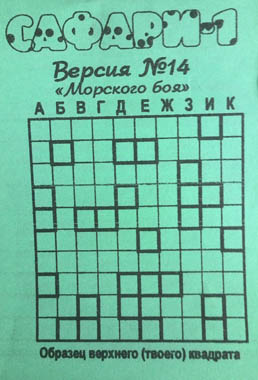 САФАРИ-1
Версия №14
«Морского боя»
А Б В Г Д Е Ж З И К
Образец верхнего (твоего) квадрата